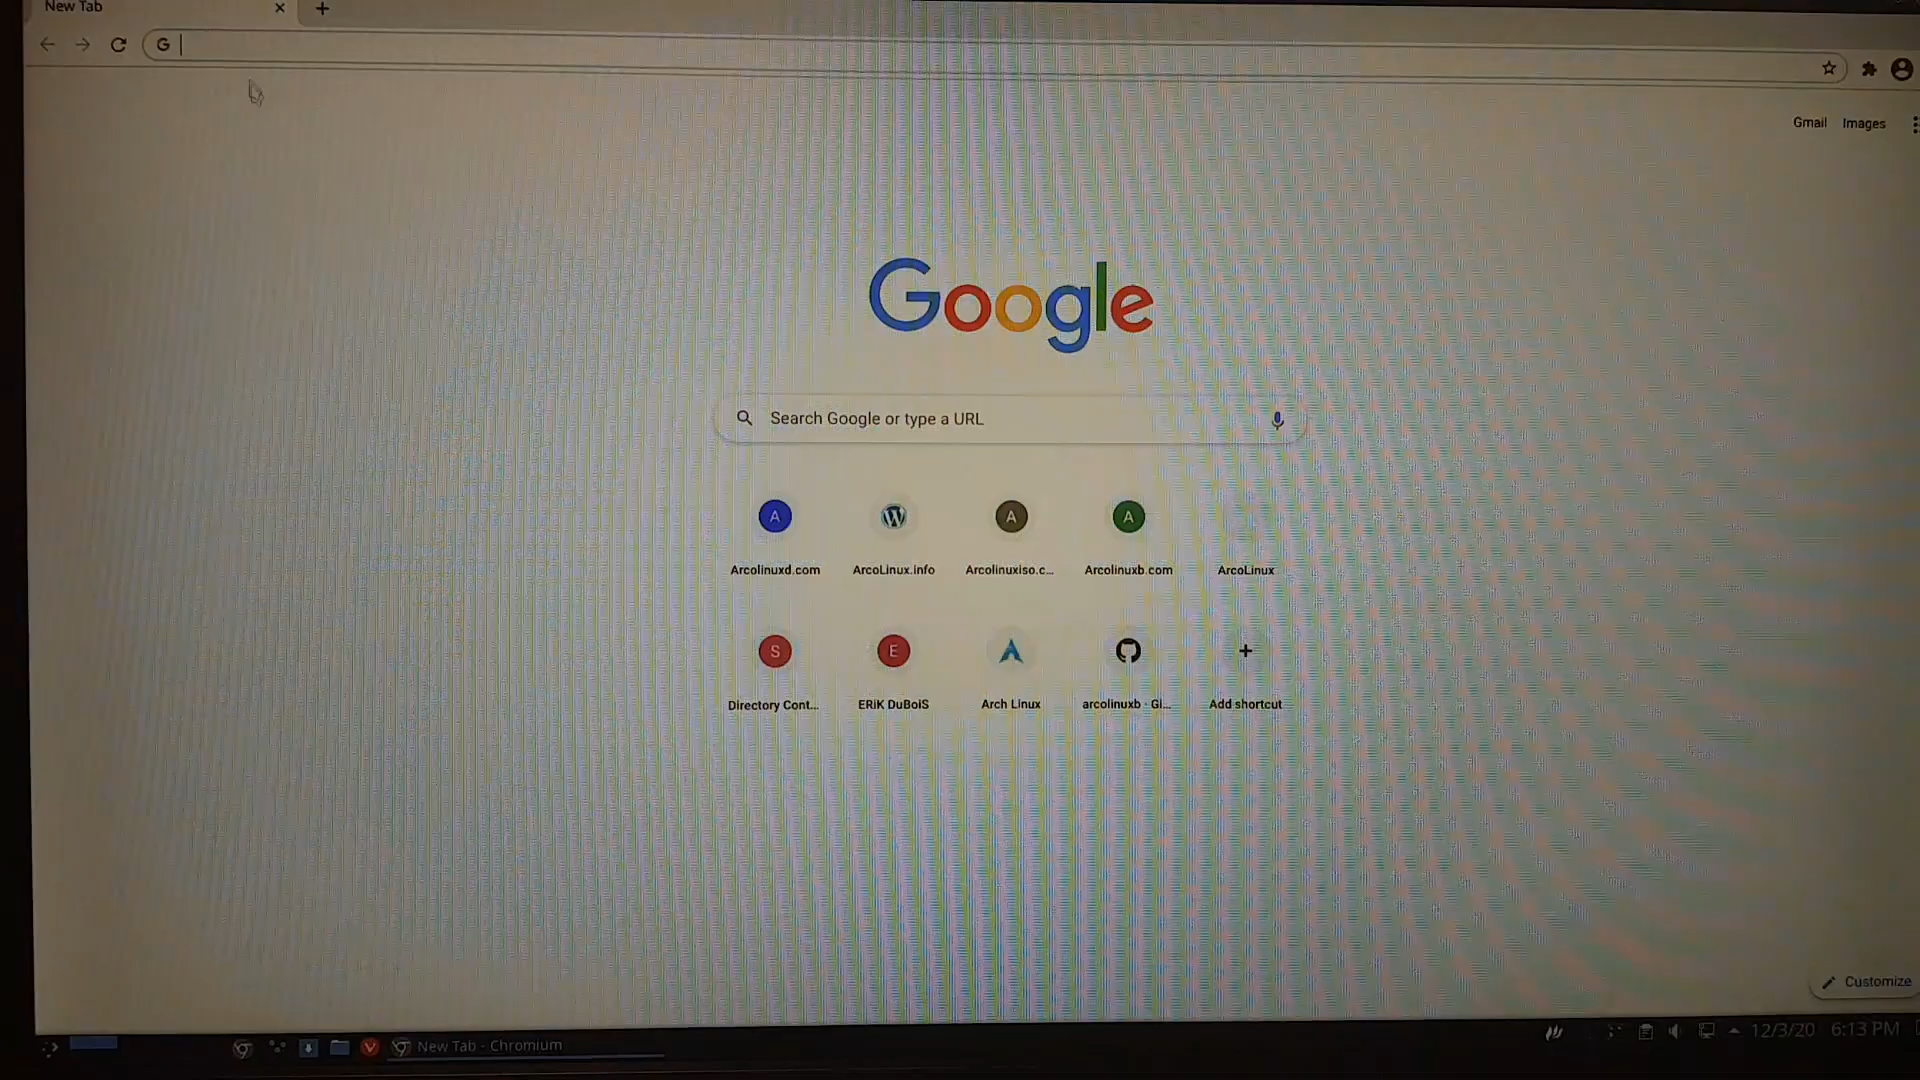 New Tab
G
Gmail Images
Google
Search Google or type a URL
A W A A
Arcolinuxd.com ArcoLinux.info Arcolinuxiso.c... Arcolinuxb.com ArcoLinux
S E
Directory Cont... ERiK DuBoiS Arch Linux arcolinuxb · Gi... Add shortcut
Customize
New Tab - Chromium 12/3/20 6:13 PM